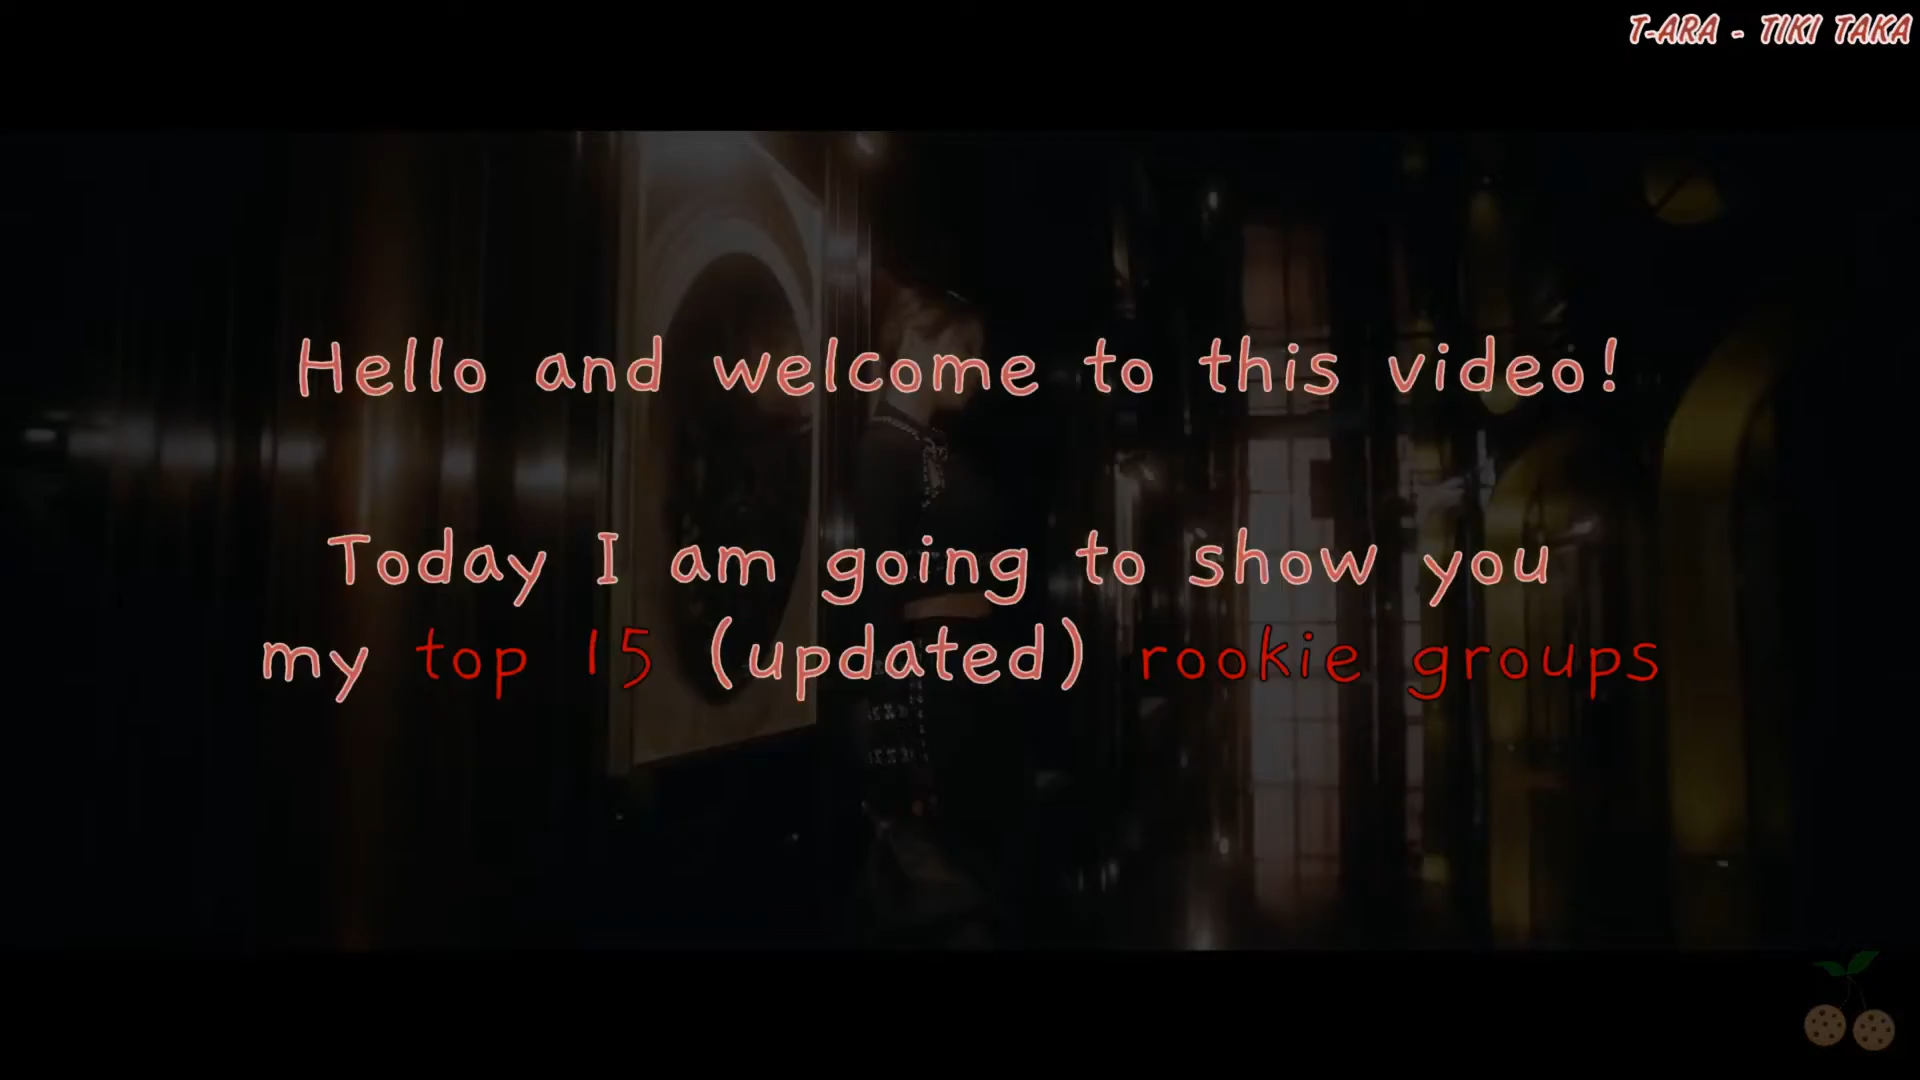 T-ARA - TIKI TAKA
Hello and welcome to this video!
Today I am going to show you
my top 15 (updated) rookie groups